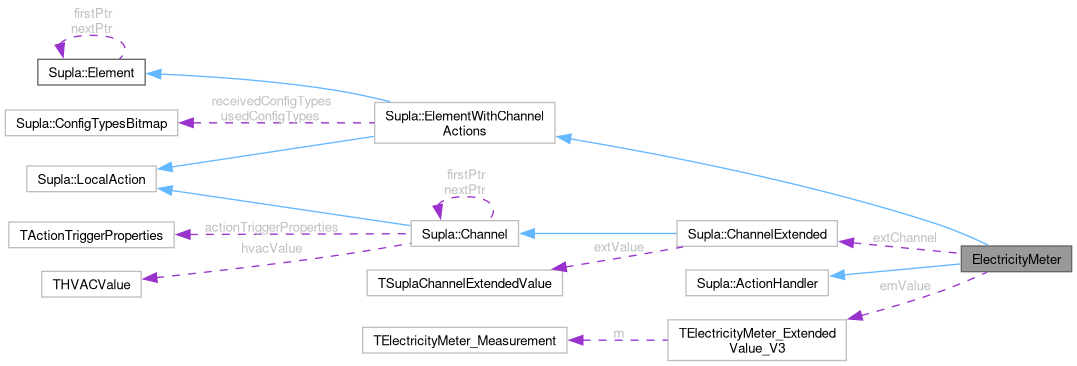 firstPtr
nextPtr
Supla::Element
receivedConfigTypes
usedConfigTypes
Supla::ElementWithChannel
Actions
Supla::ConfigTypesBitmap
Supla::LocalAction
firstPtr
nextPtr
actionTriggerProperties
TActionTriggerProperties
Supla::Channel
Supla::ChannelExtended
extChannel
hvacValue
extValue
ElectricityMeter
THVACValue
TSuplaChannelExtendedValue
Supla::ActionHandler
emValue
TElectricityMeter_Measurement
m
TElectricityMeter_Extended
Value_V3